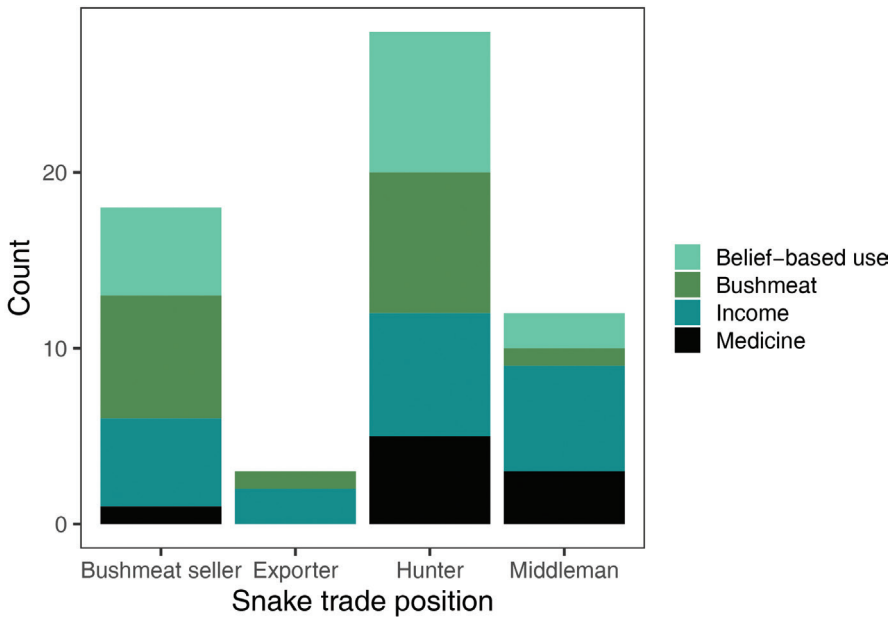 Count
20
10
0
Bushmeat seller
Exporter
Hunter
Middleman
Snake trade position
Belief−based use
Bushmeat
Income
Medicine